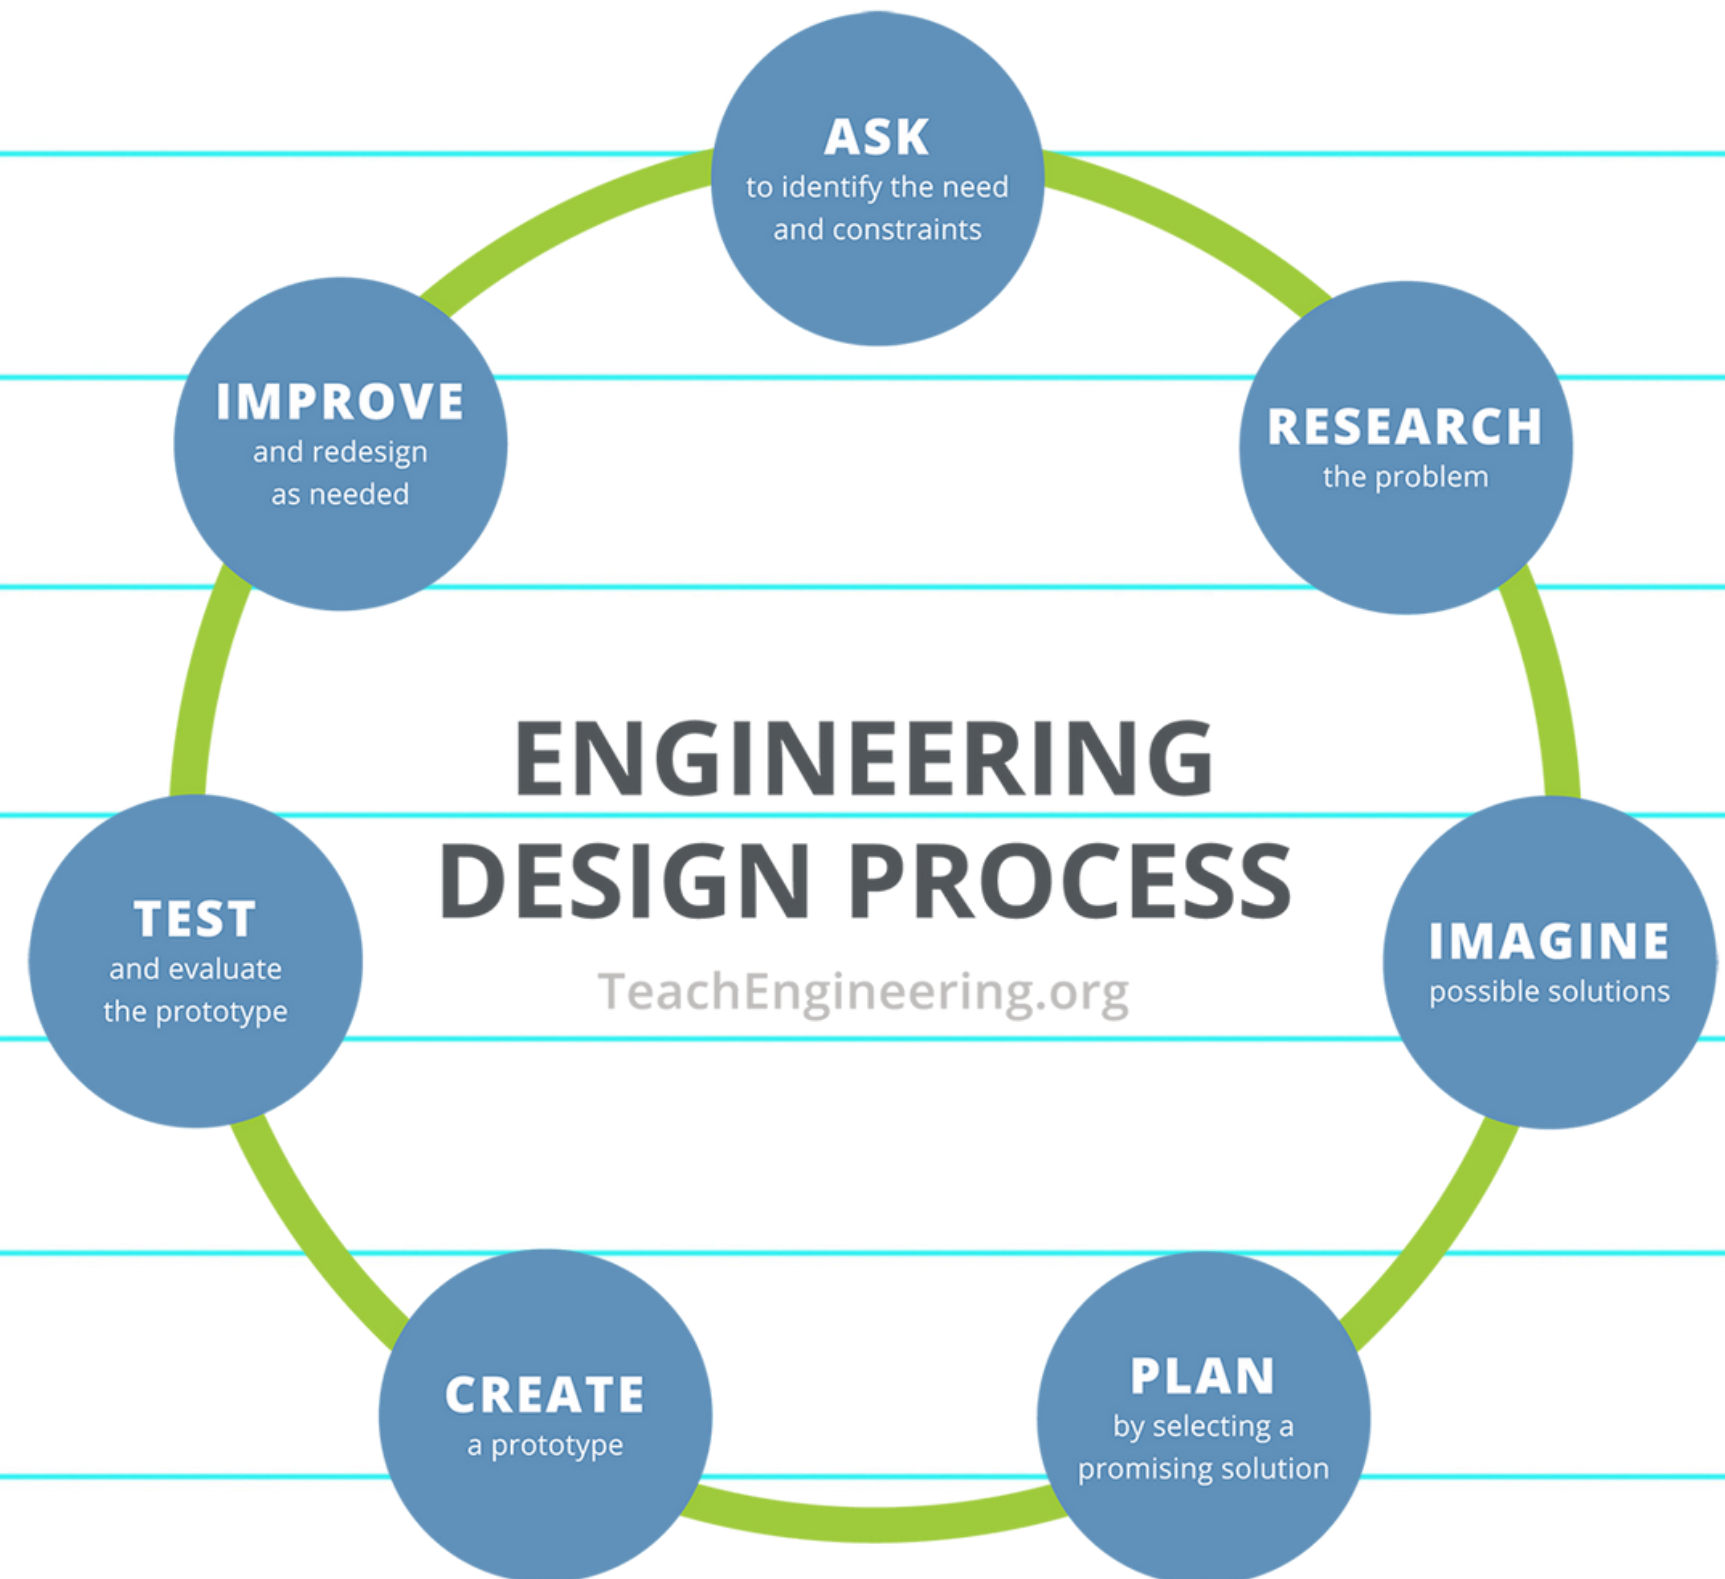 ASK
to identify the need
and constraints
RESEARCH
the problem
IMAGINE
possible solutions
PLAN
by selecting a
promising solution
CREATE
a prototype
TEST
and evaluate
the prototype
IMPROVE
and redesign
as needed
ENGINEERING
DESIGN PROCESS
TeachEngineering.org